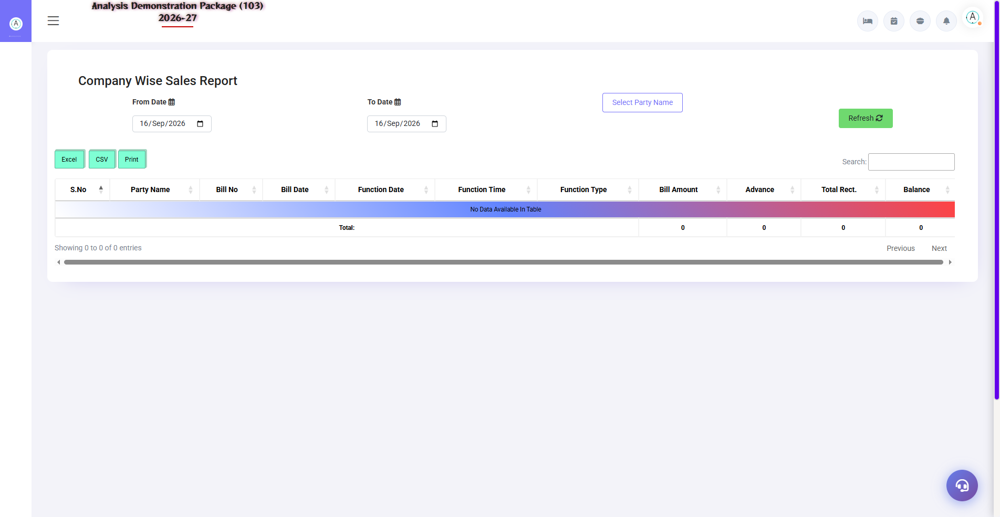 Analysis Demonstration Package (103)
2026-27
A
A
Company Wise Sales Report
From Date
To Date
Select Party Name
16/Sep/2026
16/Sep/2026
Refresh
Excel CSV Print
Search:
S.No Party Name Bill No Bill Date Function Date Function Time Function Type Bill Amount Advance Total Rect. Balance
No Data Available In Table
Total: 0 0 0 0
Showing 0 to 0 of 0 entries
Previous Next